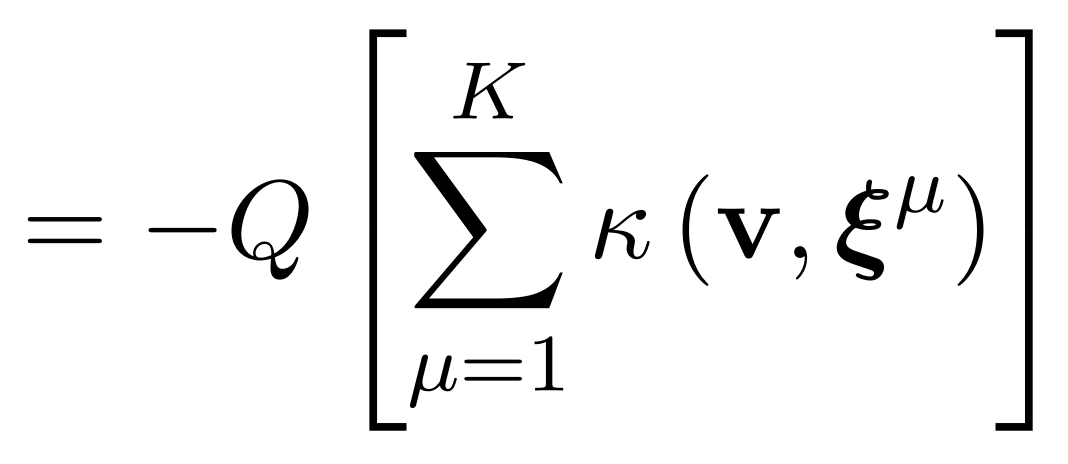 = −Q [ ∑_{μ=1}^{K} κ (𝐯, 𝛏^μ) ]